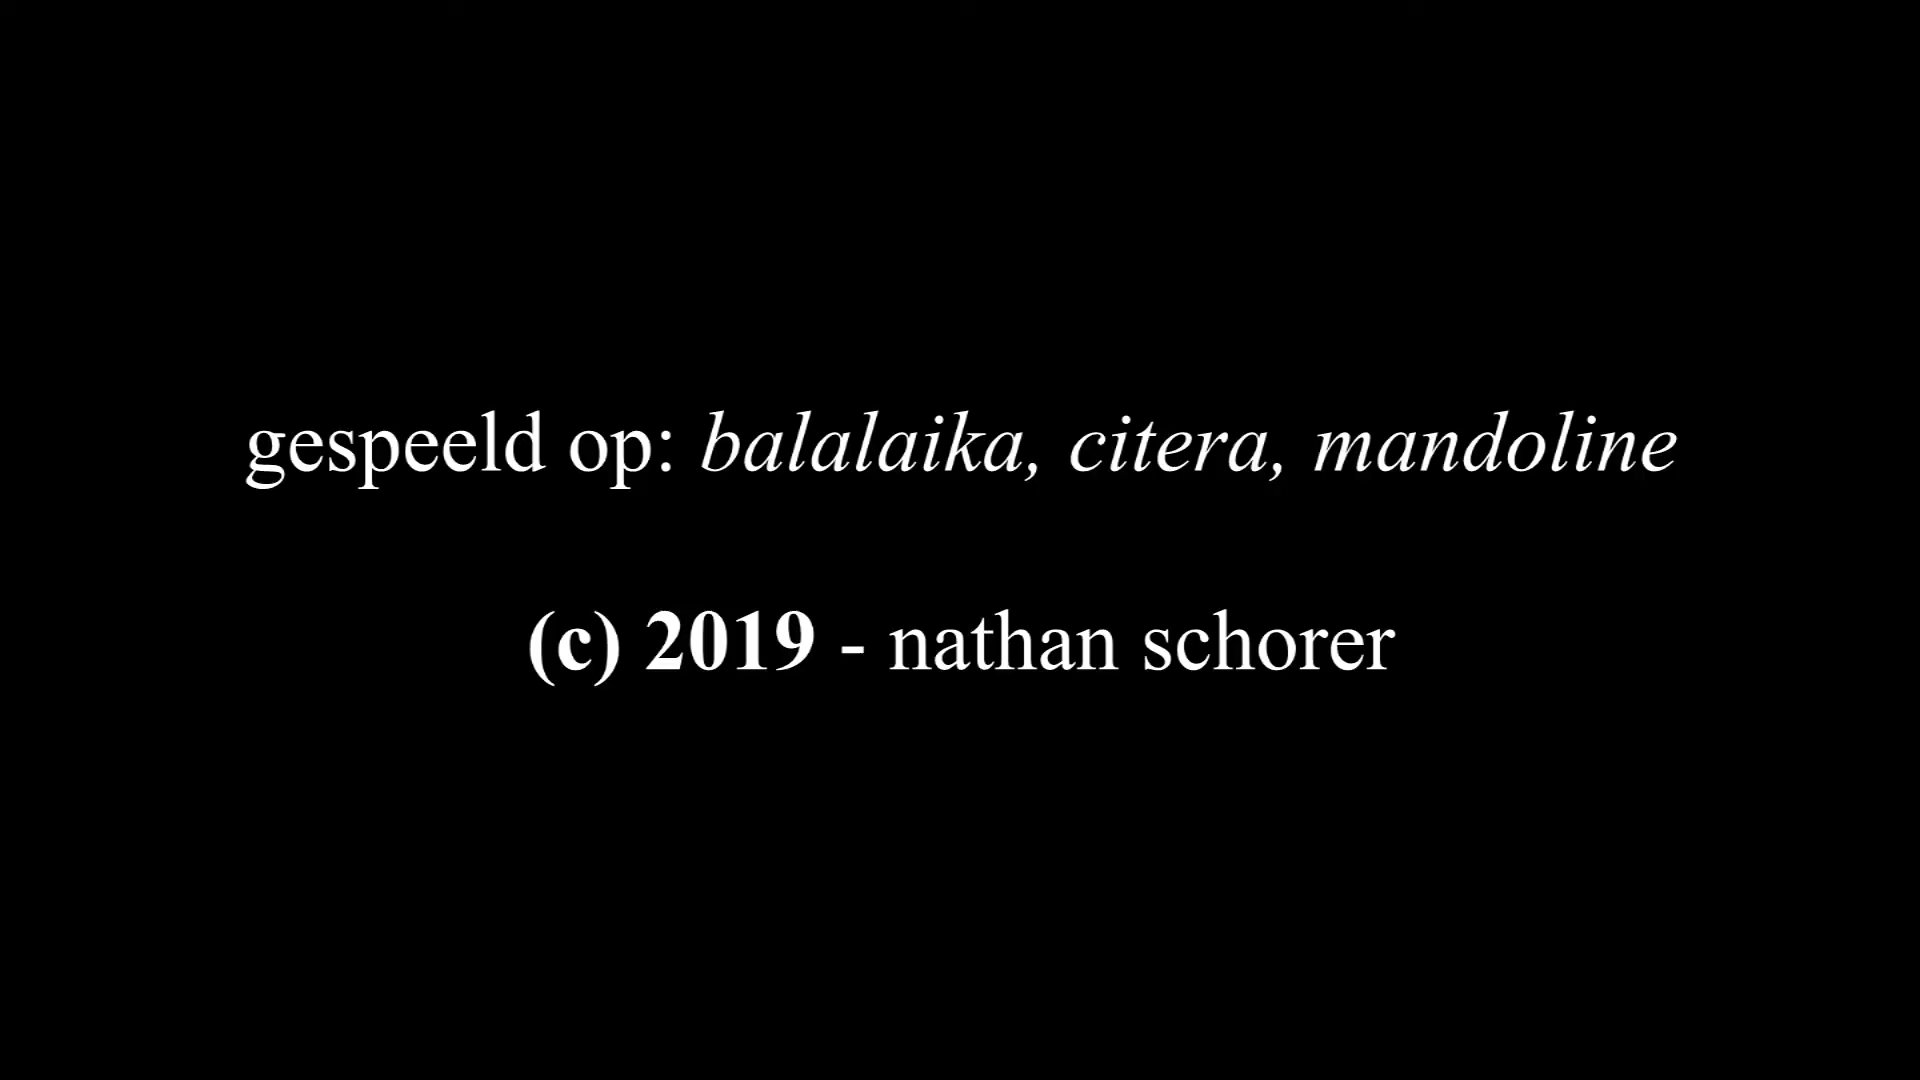 gespeeld op: balalaika, citera, mandoline
(c) 2019 - nathan schorer